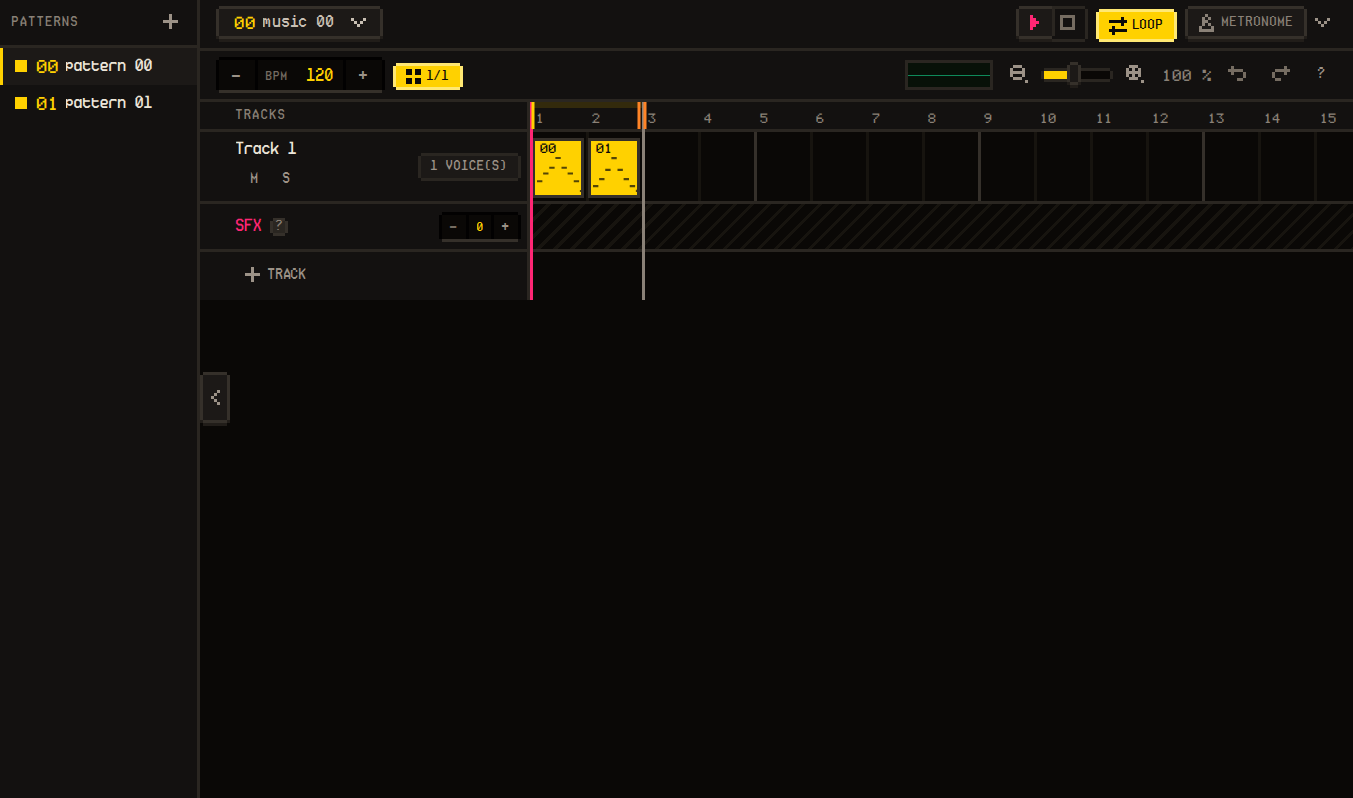 PATTERNS
00 pattern 00
01 pattern 01
00 music 00
LOOP
METRONOME
- BPM 120 +
1/1
100 %
?
TRACKS
1 2 3 4 5 6 7 8 9 10 11 12 13 14 15
Track 1
M S
1 VOICE(S)
00
01
SFX ?
- 0 +
+ TRACK